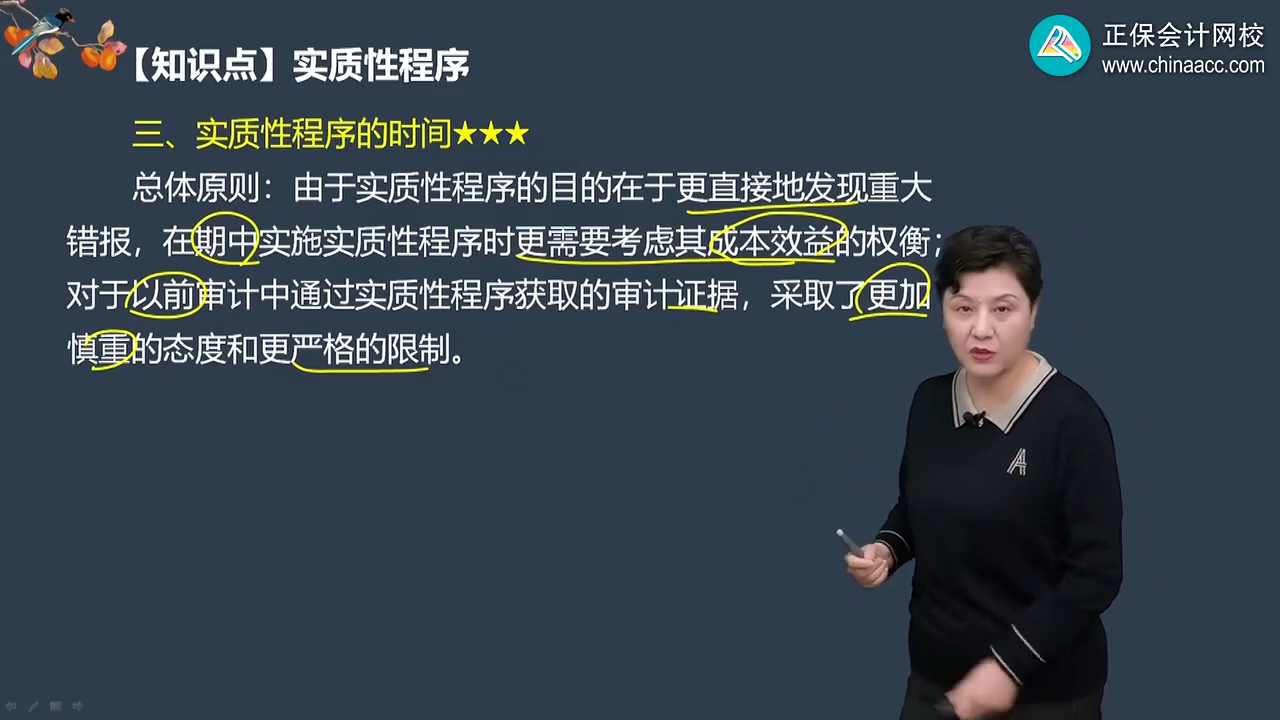 正保会计网校
www.chinaacc.com
【知识点】实质性程序
三、实质性程序的时间★★★
总体原则：由于实质性程序的目的在于更直接地发现重大
错报，在期中实施实质性程序时更需要考虑其成本效益的权衡；
对于以前审计中通过实质性程序获取的审计证据，采取了更加
慎重的态度和更严格的限制。
A